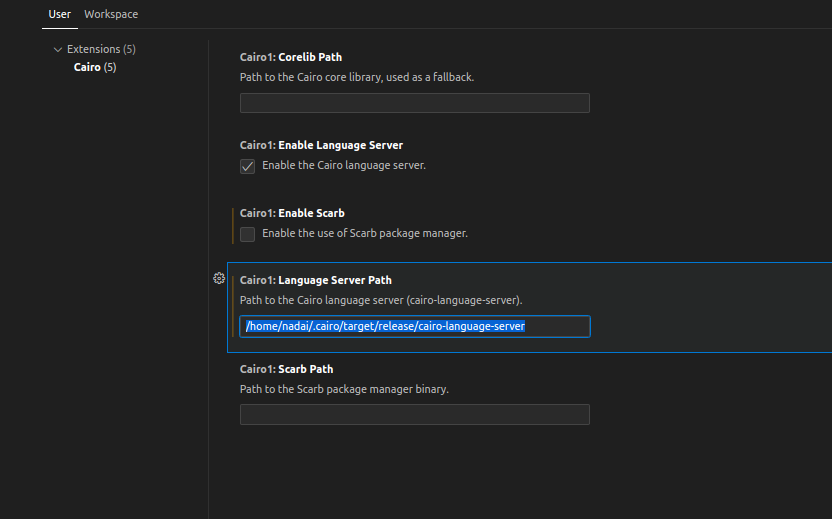 User Workspace
Extensions (5)
Cairo (5)
Cairo1: Corelib Path
Path to the Cairo core library, used as a fallback.
Cairo1: Enable Language Server
Enable the Cairo language server.
Cairo1: Enable Scarb
Enable the use of Scarb package manager.
Cairo1: Language Server Path
Path to the Cairo language server (cairo-language-server).
/home/nadai/.cairo/target/release/cairo-language-server
Cairo1: Scarb Path
Path to the Scarb package manager binary.